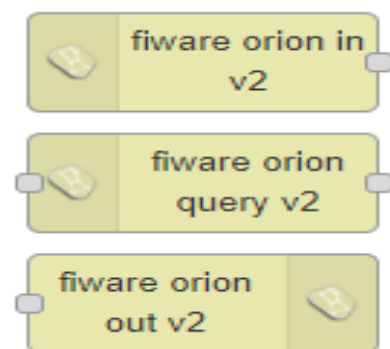 fiware orion in
v2
fiware orion
query v2
fiware orion
out v2